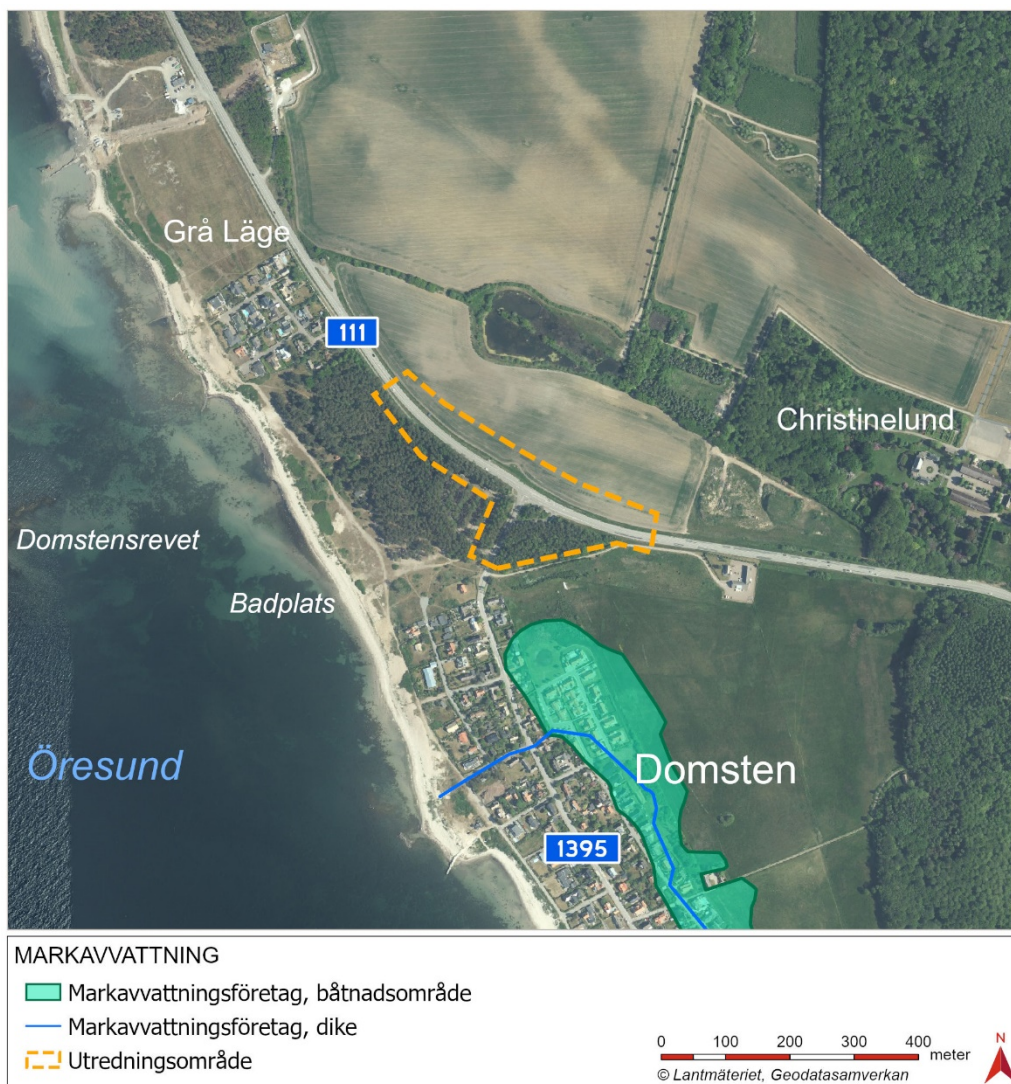 Grå Läge
111
Christinelund
Domstensrevet
Badplats
Öresund
Domsten
1395
MARKAVVATTNING
Markavvattningsföretag, båtnadsområde
Markavvattningsföretag, dike
Utredningsområde
0 100 200 300 400 meter
N
© Lantmäteriet, Geodatasamverkan